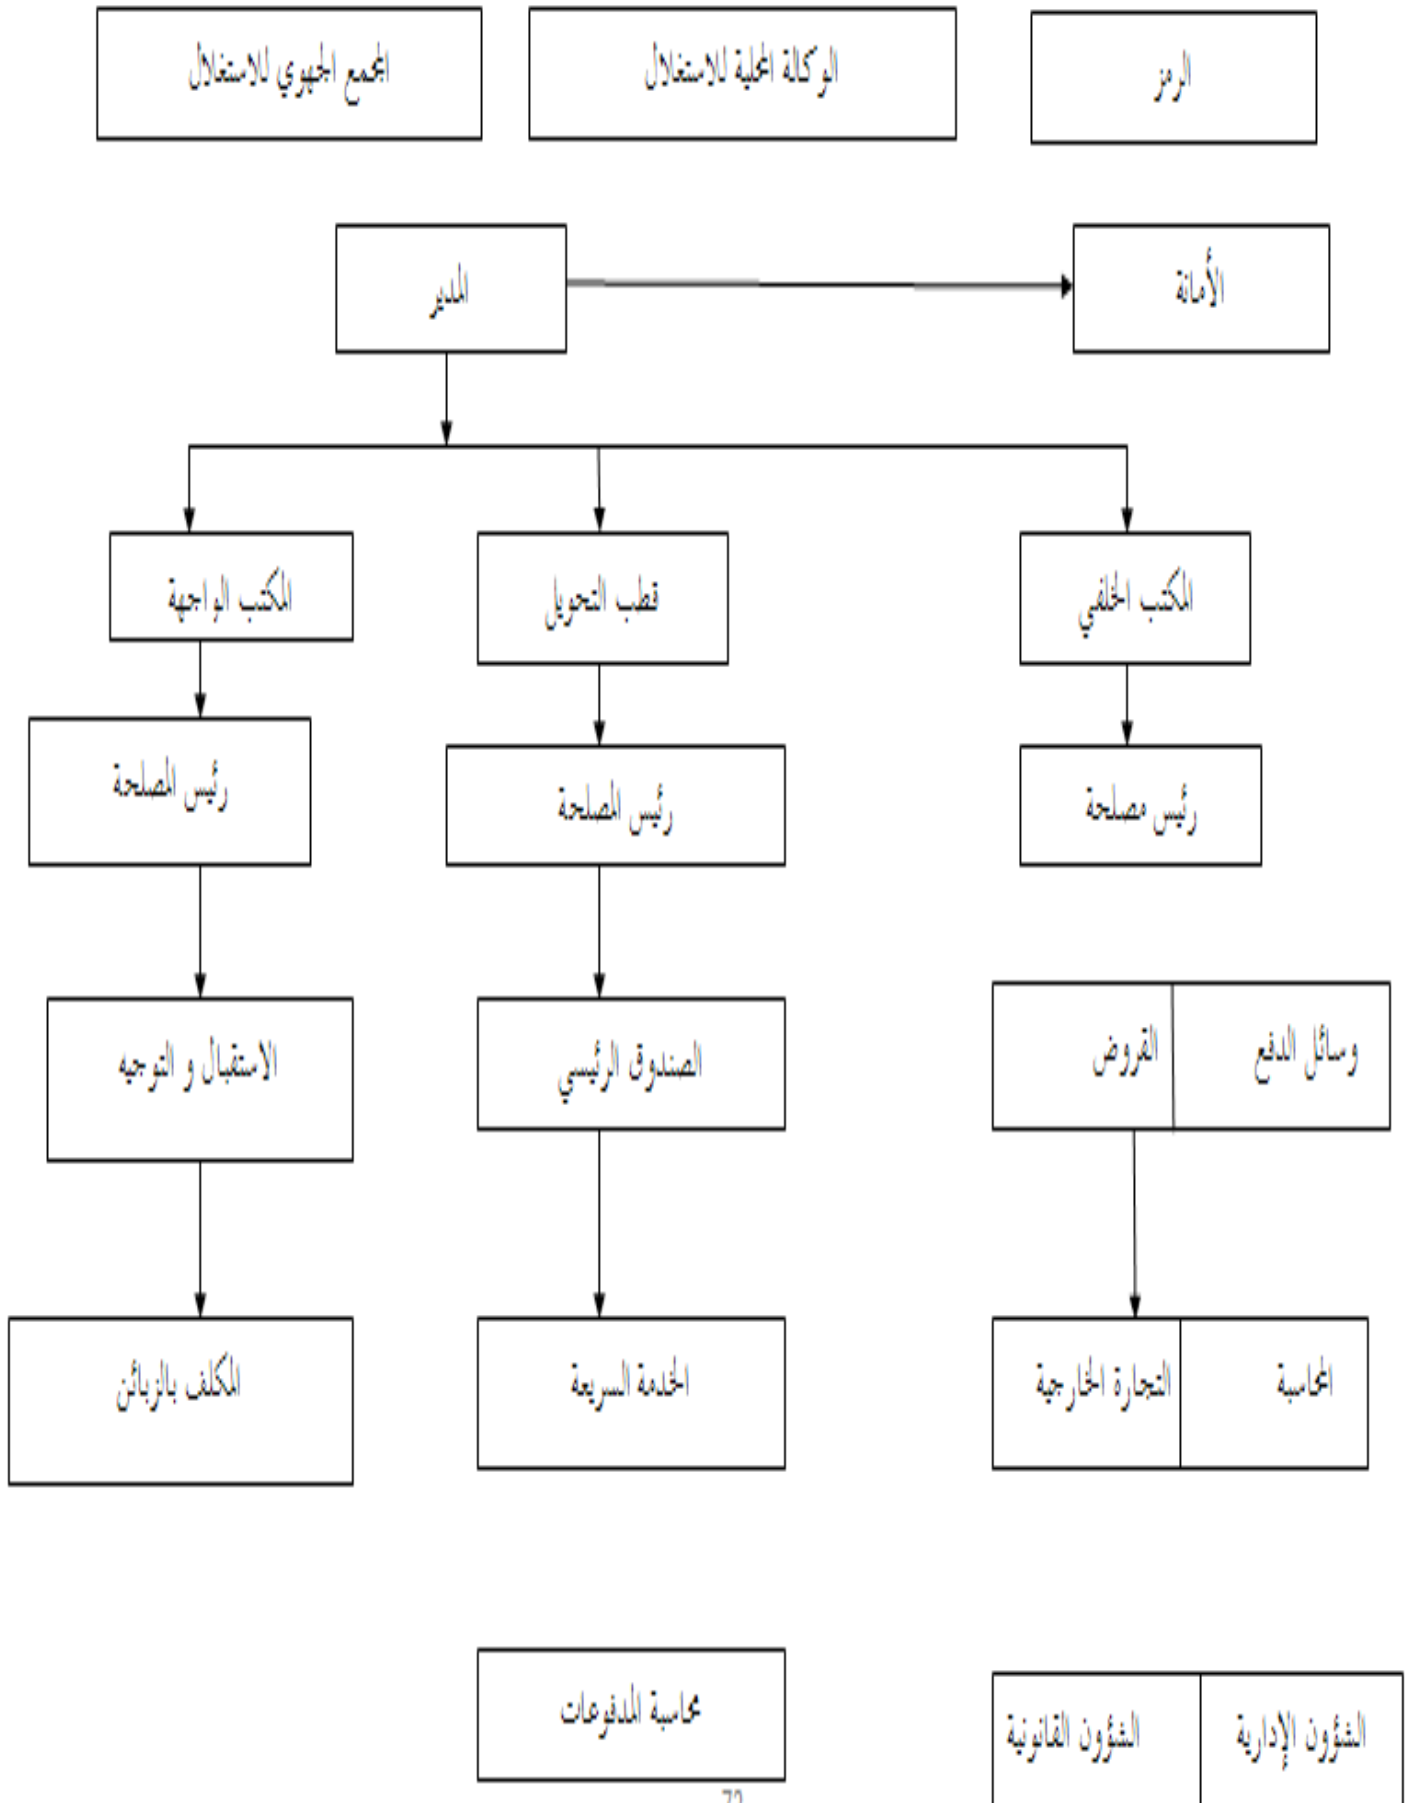 الرمز
الوكالة المحلية للاستغلال
المجمع الجهوي للاستغلال
الأمانة
المدير
المكتب الخلفي
قطب التحويل
المكتب الواجهة
رئيس مصلحة
رئيس المصلحة
رئيس المصلحة
وسائل الدفع
القروض
الصندوق الرئيسي
الاستقبال و التوجيه
المحاسبة
التجارة الخارجية
الخدمة السريعة
المكلف بالزبائن
محاسبة المدفوعات
الشؤون الإدارية
الشؤون القانونية